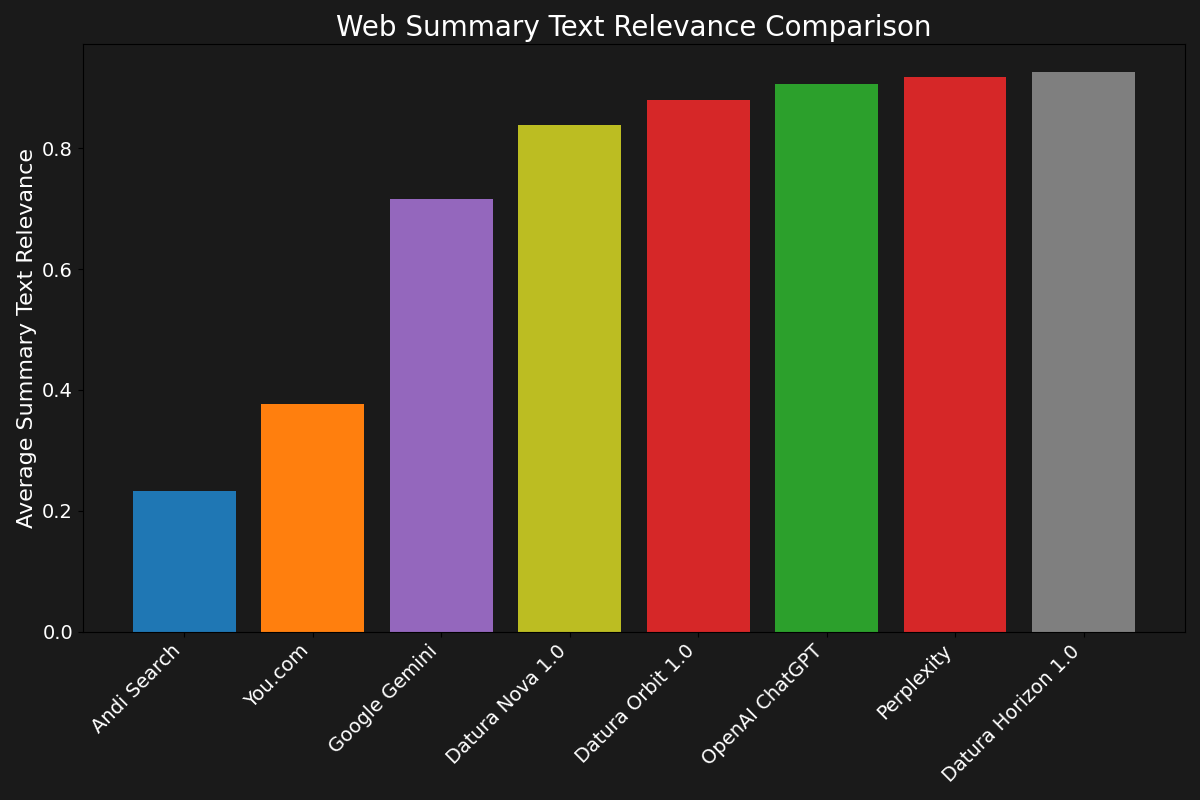 Web Summary Text Relevance Comparison
Average Summary Text Relevance
0.8
0.6
0.4
0.2
0.0
Andi Search
You.com
Google Gemini
Datura Nova 1.0
Datura Orbit 1.0
OpenAI ChatGPT
Perplexity
Datura Horizon 1.0